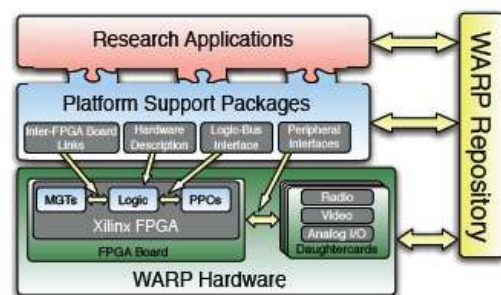 Research Applications
Platform Support Packages
Inter-FPGA Board
Links
Hardware
Description
Logic-Bus
Interface
Peripheral
Interfaces
MGTs
Logic
PPCs
Xilinx FPGA
FPGA Board
Radio
Video
Analog I/O
Daughtercards
WARP Hardware
WARP Repository